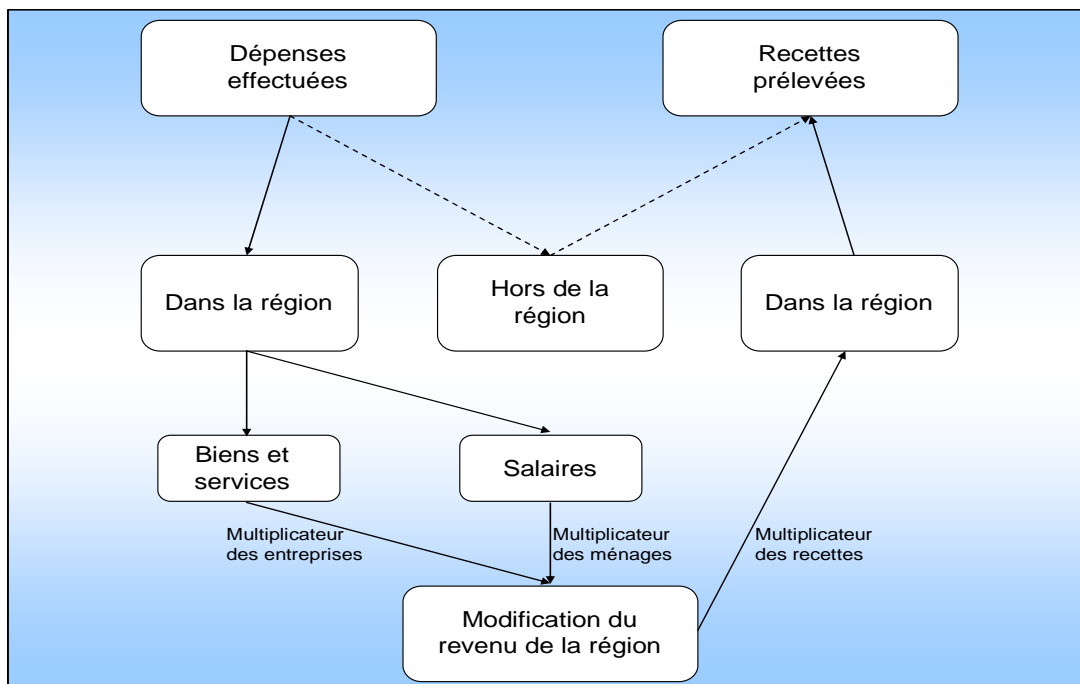 Dépenses
effectuées
Recettes
prélevées
Dans la région
Hors de la
région
Dans la région
Biens et
services
Salaires
Multiplicateur
des entreprises
Multiplicateur
des ménages
Multiplicateur
des recettes
Modification du
revenu de la région